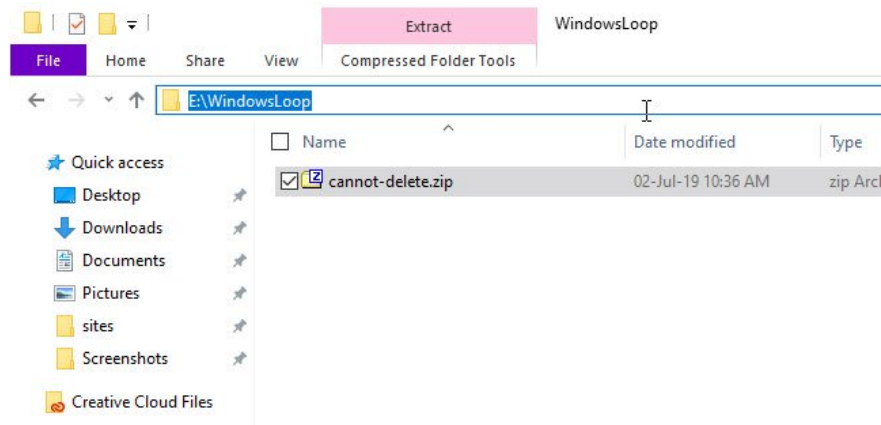 Extract
WindowsLoop
File
Home
Share
View
Compressed Folder Tools
E:\WindowsLoop
Name
Date modified
Type
Quick access
cannot-delete.zip
02-Jul-19 10:36 AM
zip Arcl
Desktop
Downloads
Documents
Pictures
sites
Screenshots
Creative Cloud Files